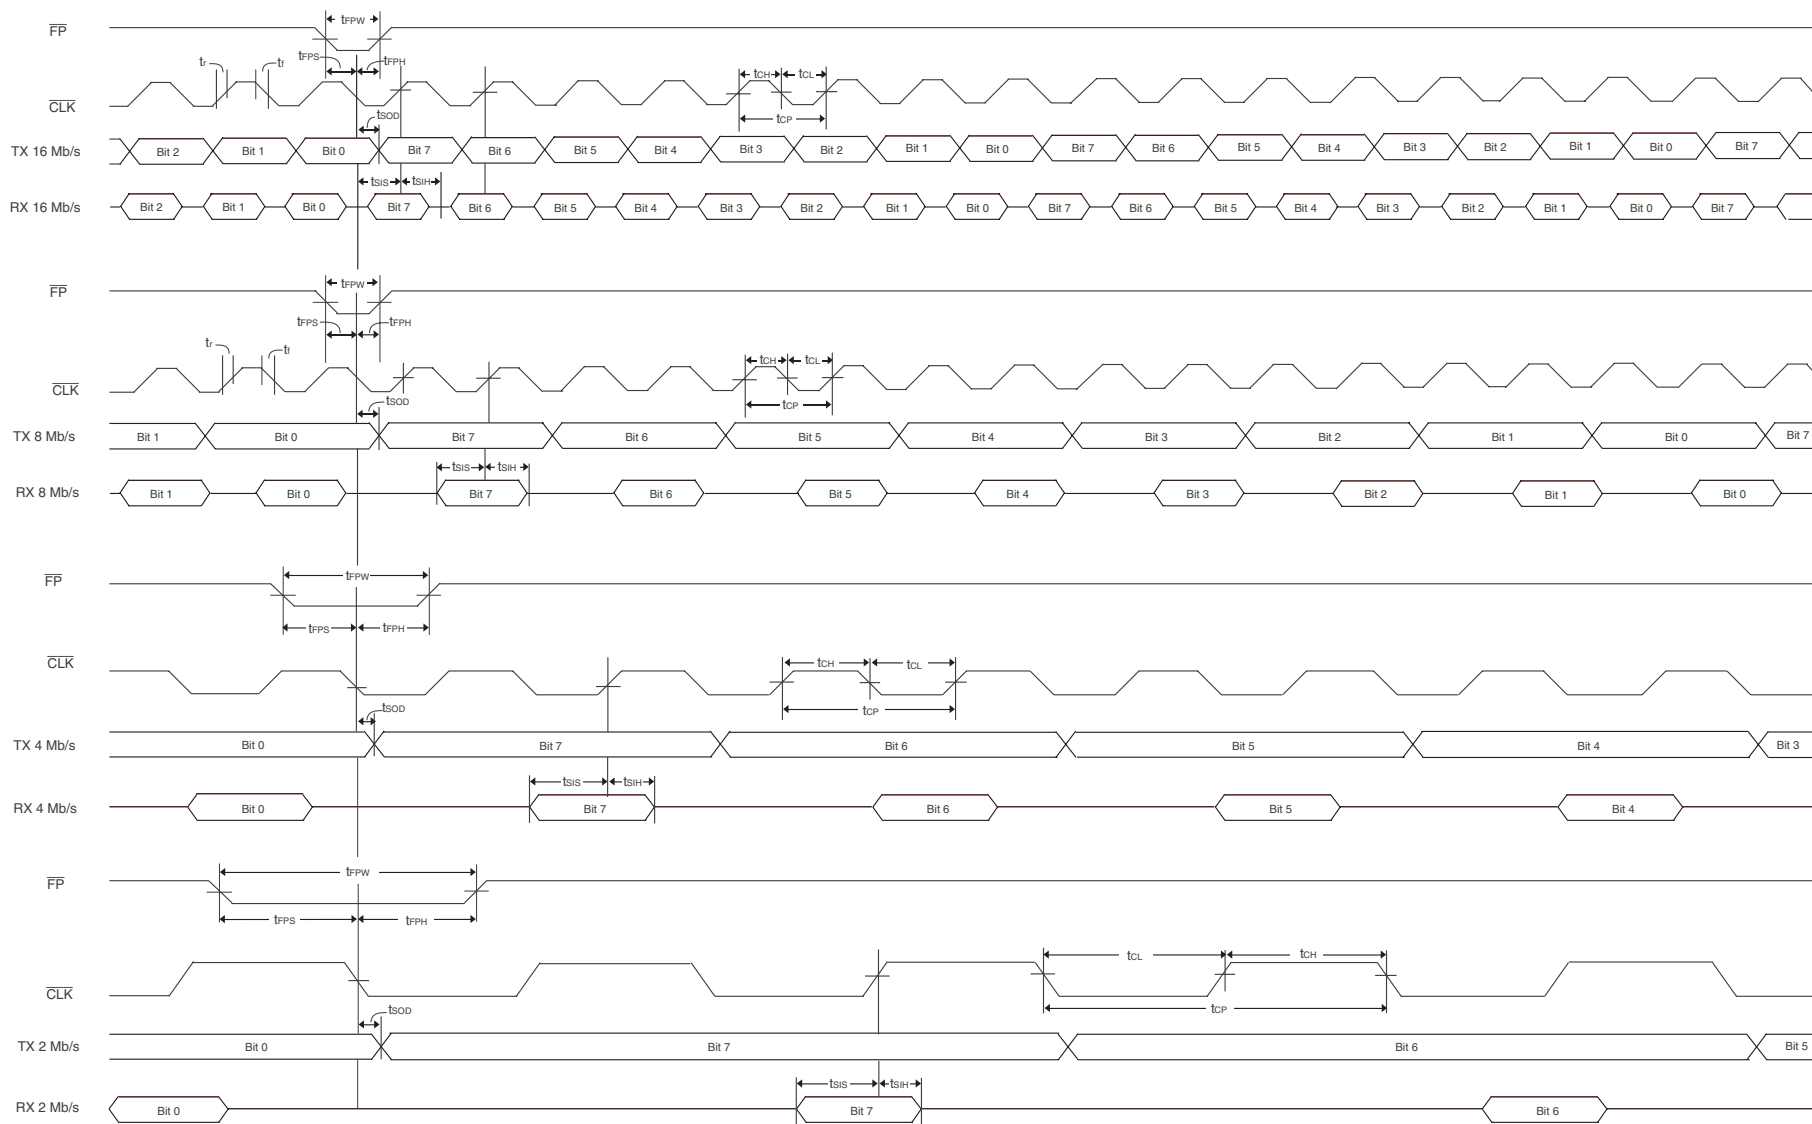 FP
tFPW
tFPS
tFPH
tr
tf
tCH
tCL
CLK
tCP
tSOD
TX 16 Mb/s
Bit 2 Bit 1 Bit 0 Bit 7 Bit 6 Bit 5 Bit 4 Bit 3 Bit 2 Bit 1 Bit 0 Bit 7 Bit 6 Bit 5 Bit 4 Bit 3 Bit 2 Bit 1 Bit 0 Bit 7
tSIS tSIH
RX 16 Mb/s
Bit 2 Bit 1 Bit 0 Bit 7 Bit 6 Bit 5 Bit 4 Bit 3 Bit 2 Bit 1 Bit 0 Bit 7 Bit 6 Bit 5 Bit 4 Bit 3 Bit 2 Bit 1 Bit 0 Bit 7
FP
tFPW
tFPS
tFPH
tr
tf
tCH tCL
CLK
tCP
tSOD
TX 8 Mb/s
Bit 1 Bit 0 Bit 7 Bit 6 Bit 5 Bit 4 Bit 3 Bit 2 Bit 1 Bit 0 Bit 7
tSIS tSIH
RX 8 Mb/s
Bit 1 Bit 0 Bit 7 Bit 6 Bit 5 Bit 4 Bit 3 Bit 2 Bit 1 Bit 0
FP
tFPW
tFPS tFPH
CLK
tCH tCL
tCP
tSOD
TX 4 Mb/s
Bit 0 Bit 7 Bit 6 Bit 5 Bit 4 Bit 3
tSIS tSIH
RX 4 Mb/s
Bit 0 Bit 7 Bit 6 Bit 5 Bit 4
FP
tFPW
tFPS tFPH
tCL tCH
CLK
tCP
tSOD
TX 2 Mb/s
Bit 0 Bit 7 Bit 6 Bit 5
tSIS tSIH
RX 2 Mb/s
Bit 0 Bit 7 Bit 6